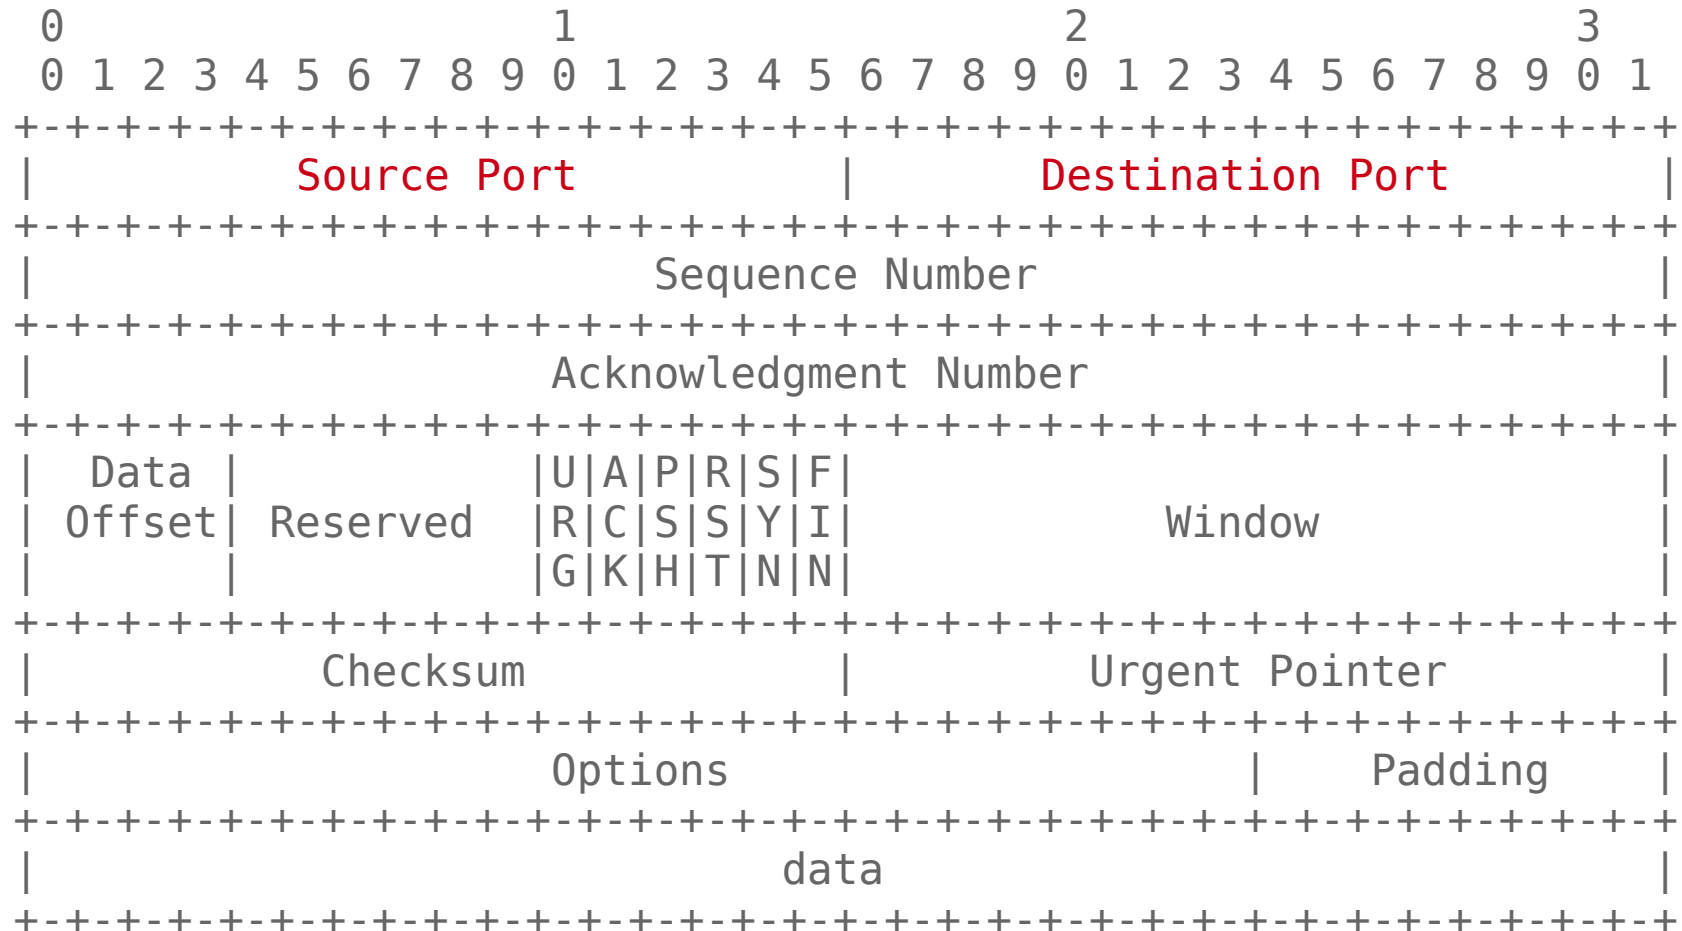 0                   1                   2                   3
 0 1 2 3 4 5 6 7 8 9 0 1 2 3 4 5 6 7 8 9 0 1 2 3 4 5 6 7 8 9 0 1
+-+-+-+-+-+-+-+-+-+-+-+-+-+-+-+-+-+-+-+-+-+-+-+-+-+-+-+-+-+-+-+-+
|          Source Port          |       Destination Port        |
+-+-+-+-+-+-+-+-+-+-+-+-+-+-+-+-+-+-+-+-+-+-+-+-+-+-+-+-+-+-+-+-+
|                        Sequence Number                        |
+-+-+-+-+-+-+-+-+-+-+-+-+-+-+-+-+-+-+-+-+-+-+-+-+-+-+-+-+-+-+-+-+
|                    Acknowledgment Number                      |
+-+-+-+-+-+-+-+-+-+-+-+-+-+-+-+-+-+-+-+-+-+-+-+-+-+-+-+-+-+-+-+-+
|  Data |           |U|A|P|R|S|F|                               |
| Offset| Reserved  |R|C|S|S|Y|I|            Window             |
|       |           |G|K|H|T|N|N|                               |
+-+-+-+-+-+-+-+-+-+-+-+-+-+-+-+-+-+-+-+-+-+-+-+-+-+-+-+-+-+-+-+-+
|           Checksum            |         Urgent Pointer        |
+-+-+-+-+-+-+-+-+-+-+-+-+-+-+-+-+-+-+-+-+-+-+-+-+-+-+-+-+-+-+-+-+
|                    Options                    |    Padding    |
+-+-+-+-+-+-+-+-+-+-+-+-+-+-+-+-+-+-+-+-+-+-+-+-+-+-+-+-+-+-+-+-+
|                             data                              |
+-+-+-+-+-+-+-+-+-+-+-+-+-+-+-+-+-+-+-+-+-+-+-+-+-+-+-+-+-+-+-+-+